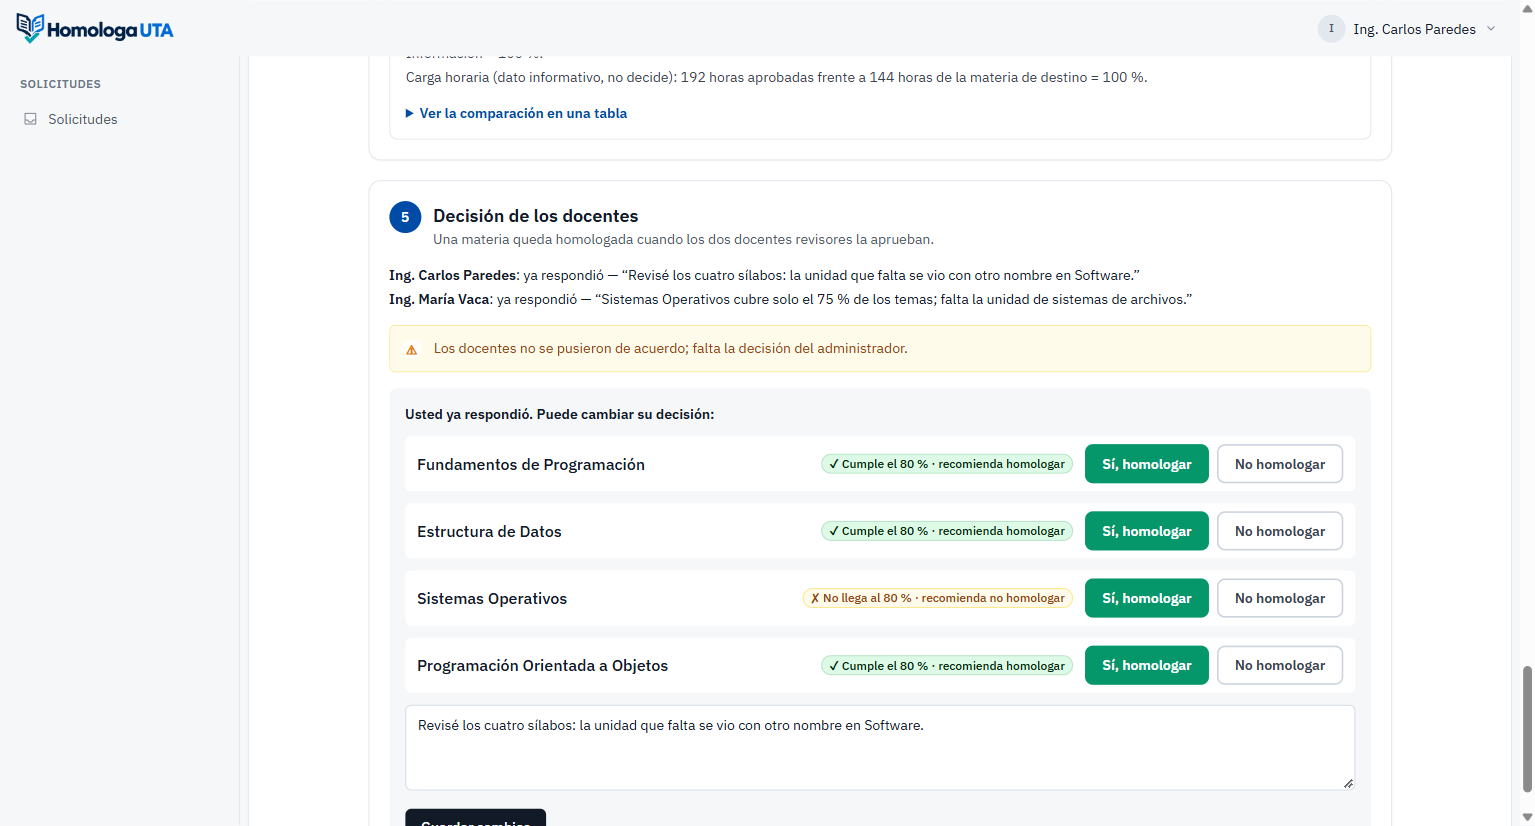 Homologa UTA
I
Ing. Carlos Paredes
SOLICITUDES
Solicitudes
Carga horaria (dato informativo, no decide): 192 horas aprobadas frente a 144 horas de la materia de destino = 100 %.
▶ Ver la comparación en una tabla
5
Decisión de los docentes
Una materia queda homologada cuando los dos docentes revisores la aprueban.
Ing. Carlos Paredes: ya respondió — “Revisé los cuatro sílabos: la unidad que falta se vio con otro nombre en Software.”
Ing. María Vaca: ya respondió — “Sistemas Operativos cubre solo el 75 % de los temas; falta la unidad de sistemas de archivos.”
⚠ Los docentes no se pusieron de acuerdo; falta la decisión del administrador.
Usted ya respondió. Puede cambiar su decisión:
Fundamentos de Programación ✓ Cumple el 80 % · recomienda homologar Sí, homologar No homologar
Estructura de Datos ✓ Cumple el 80 % · recomienda homologar Sí, homologar No homologar
Sistemas Operativos ✗ No llega al 80 % · recomienda no homologar Sí, homologar No homologar
Programación Orientada a Objetos ✓ Cumple el 80 % · recomienda homologar Sí, homologar No homologar
Revisé los cuatro sílabos: la unidad que falta se vio con otro nombre en Software.